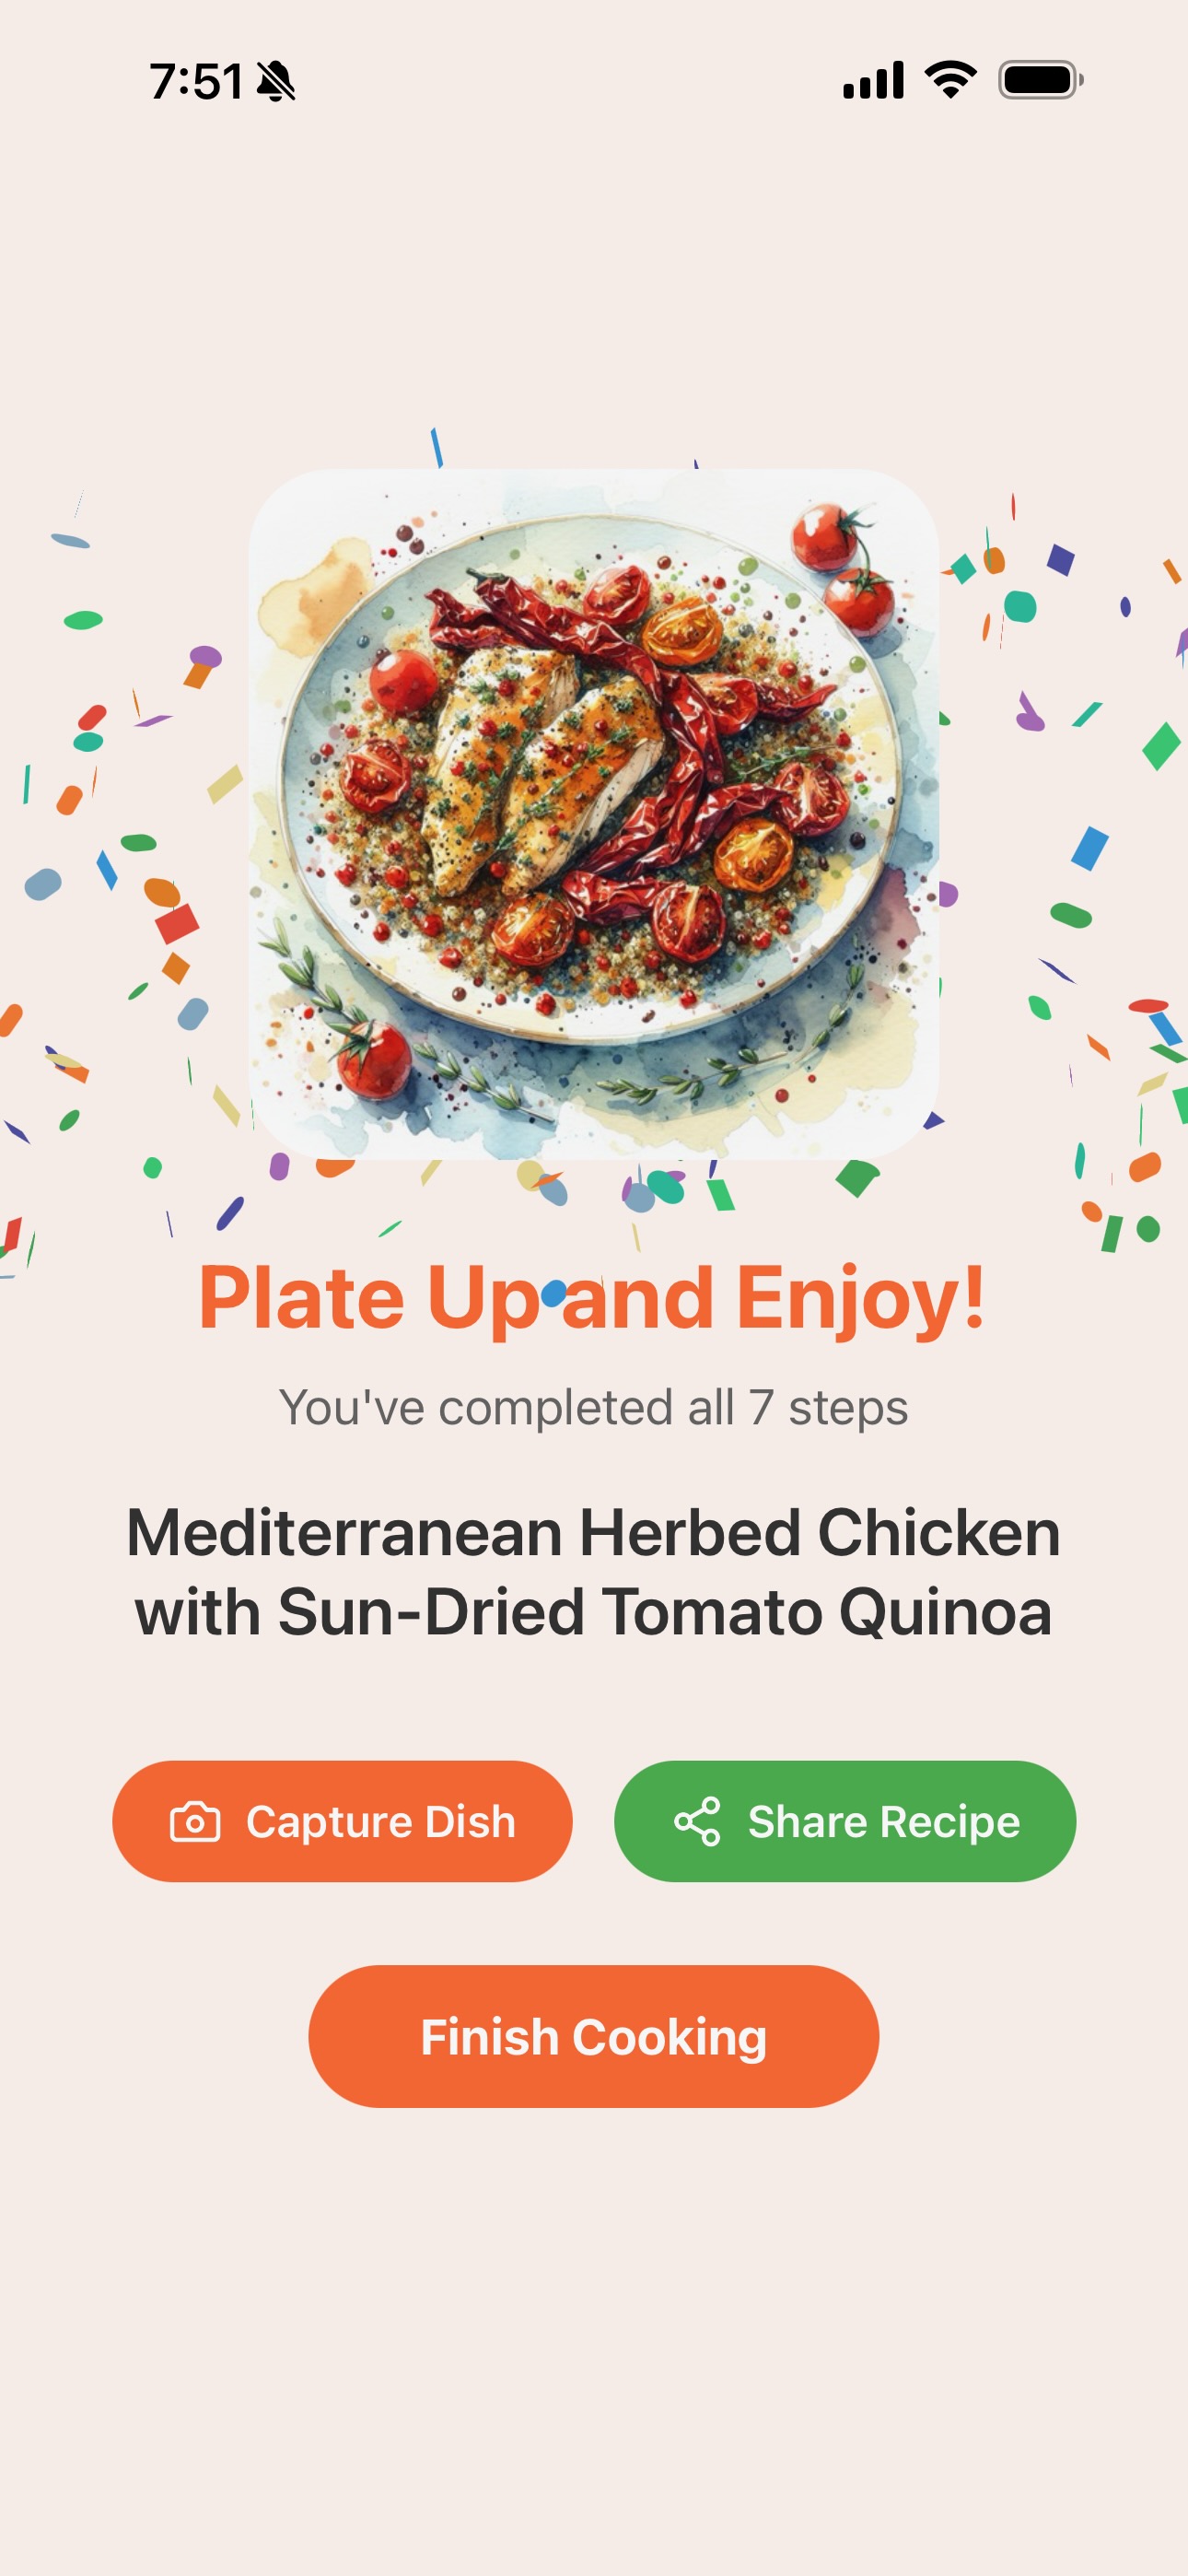 7:51
Plate Up and Enjoy!
You've completed all 7 steps
Mediterranean Herbed Chicken
with Sun-Dried Tomato Quinoa
Capture Dish
Share Recipe
Finish Cooking